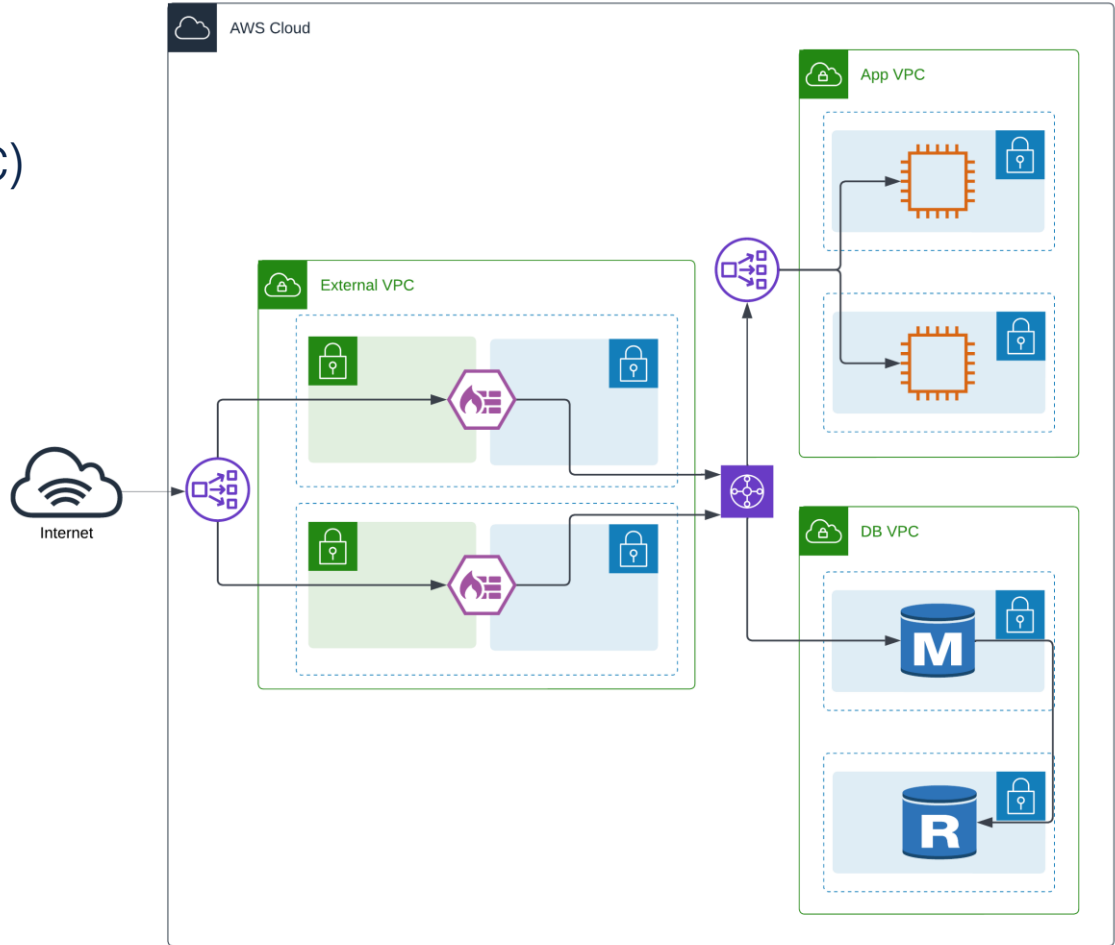 AWS Cloud
App VPC
C)
External VPC
Internet
DB VPC
M
R